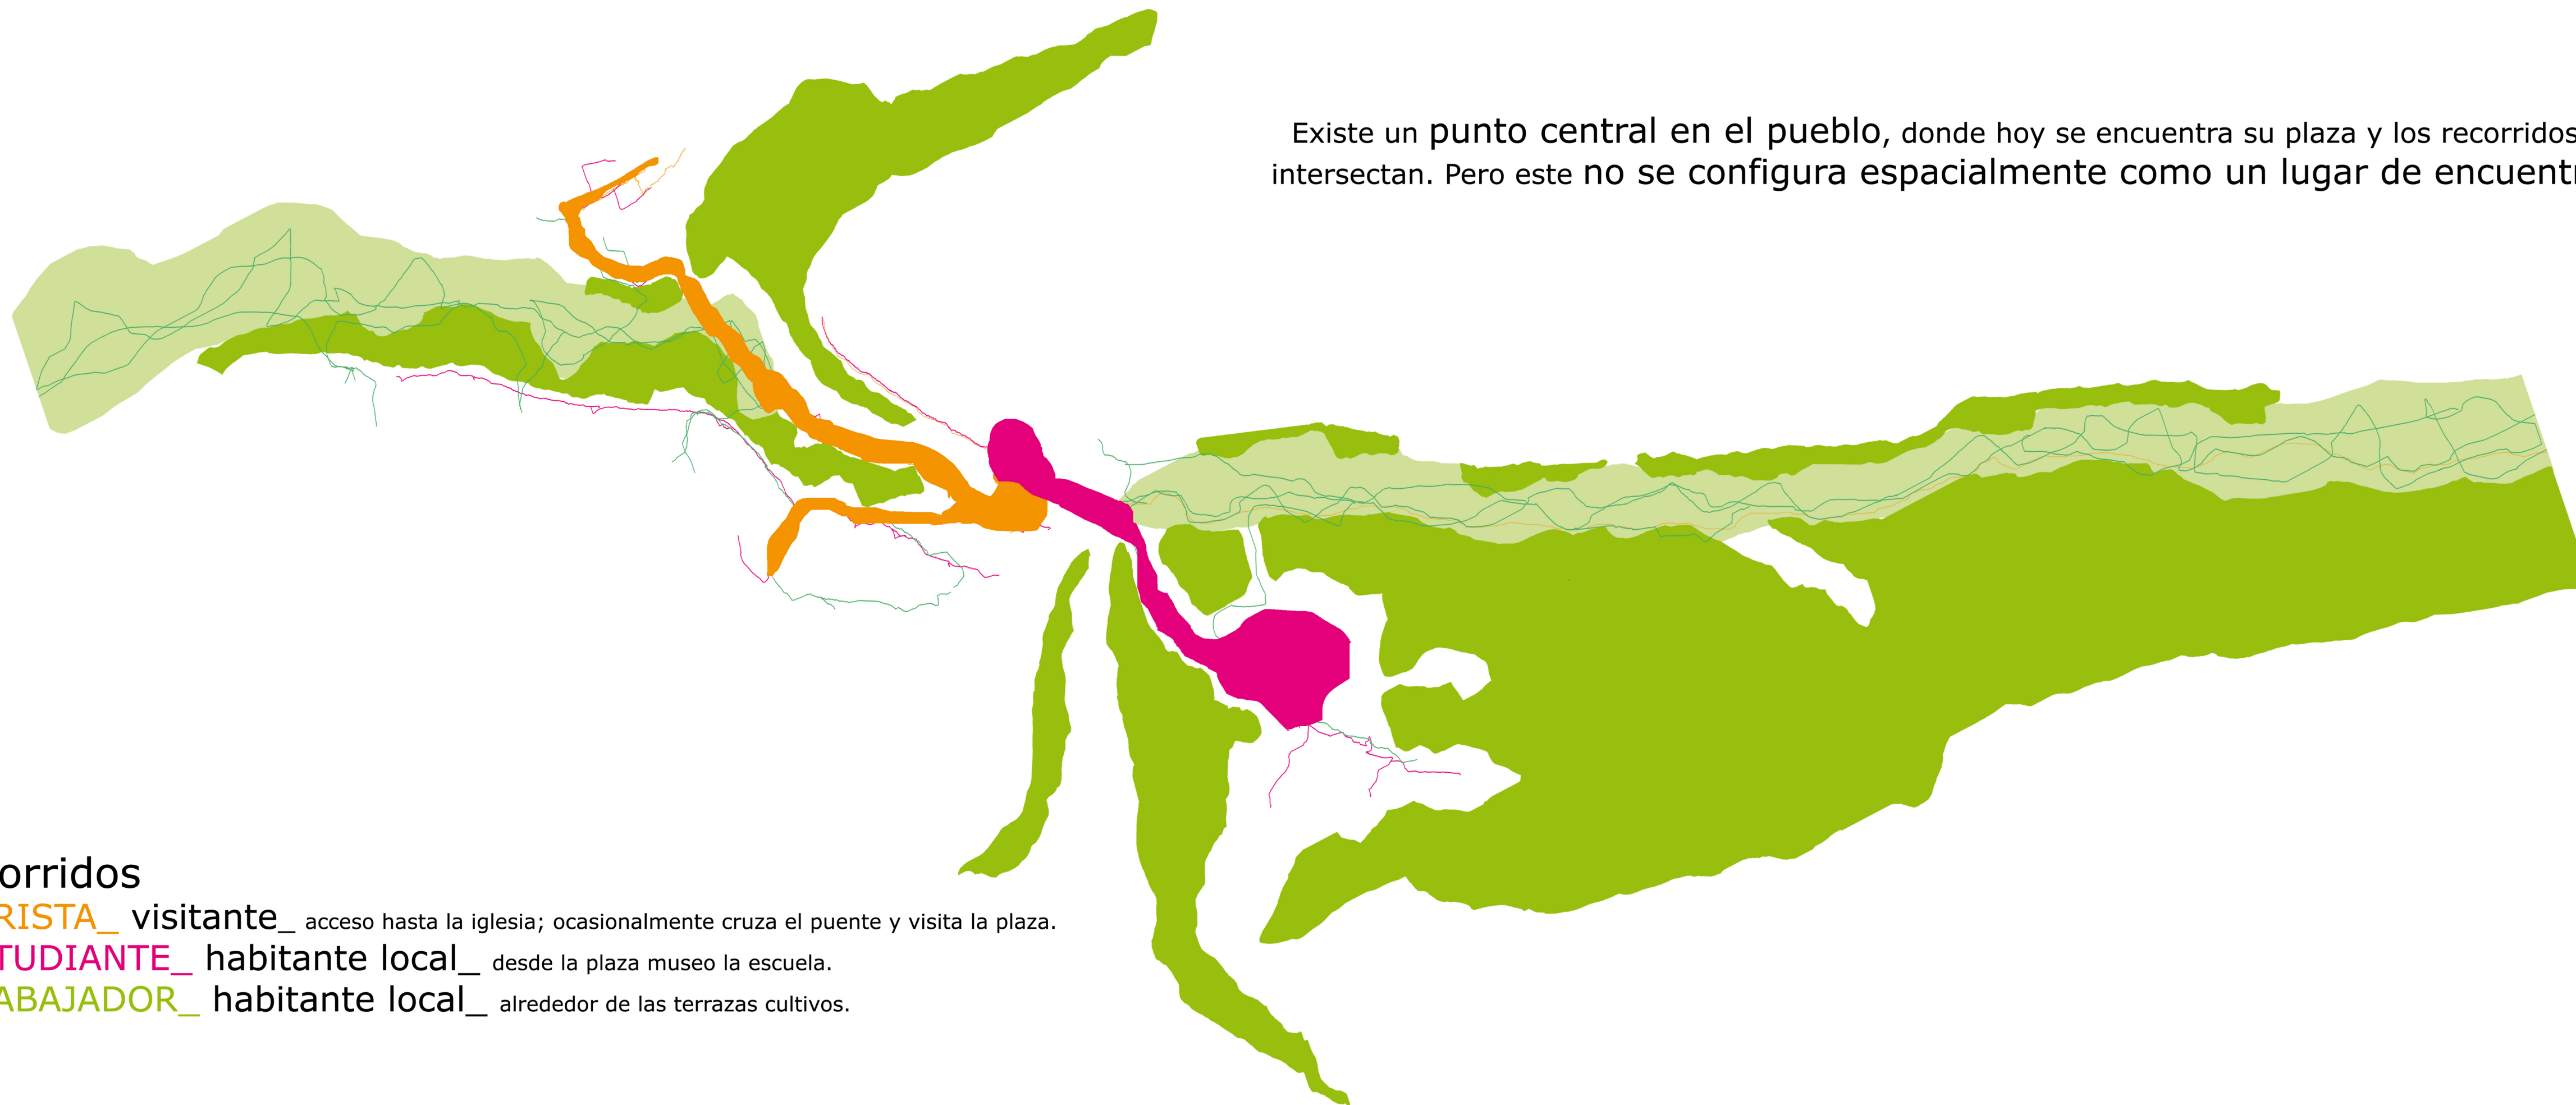 Existe un punto central en el pueblo, donde hoy se encuentra su plaza y los recorridos
intersectan. Pero este no se configura espacialmente como un lugar de encuent
orridos
RISTA_ visitante_ acceso hasta la iglesia; ocasionalmente cruza el puente y visita la plaza.
TUDIANTE_ habitante local_ desde la plaza museo la escuela.
ABAJADOR_ habitante local_ alrededor de las terrazas cultivos.